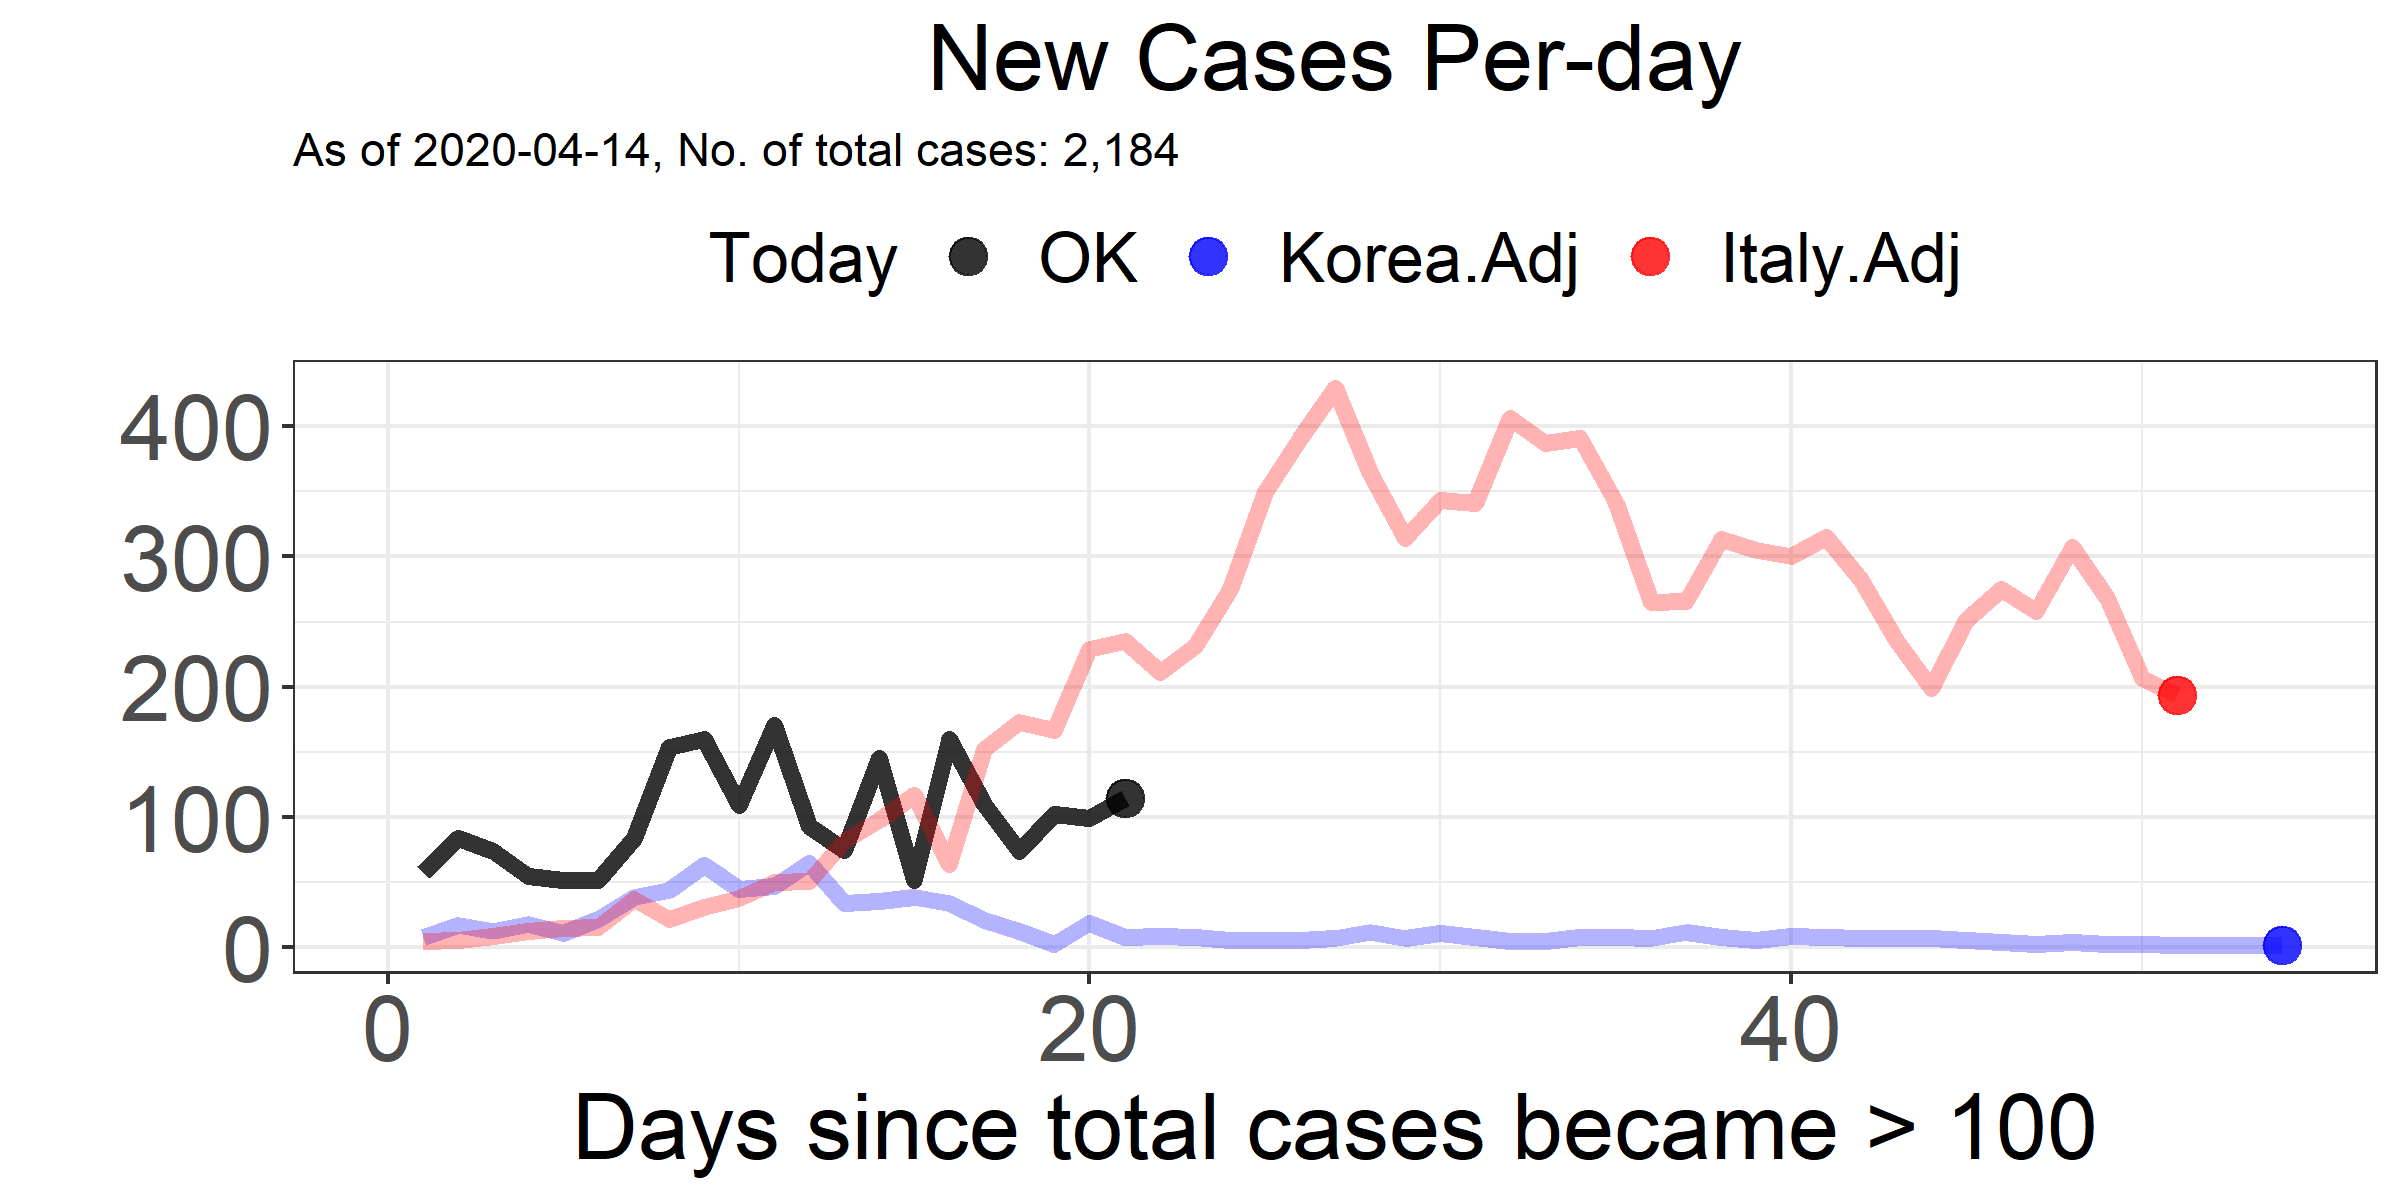 New Cases Per-day
As of 2020-04-14, No. of total cases: 2,184
Today OK Korea.Adj Italy.Adj
400
300
200
100
0
0 20 40
Days since total cases became > 100